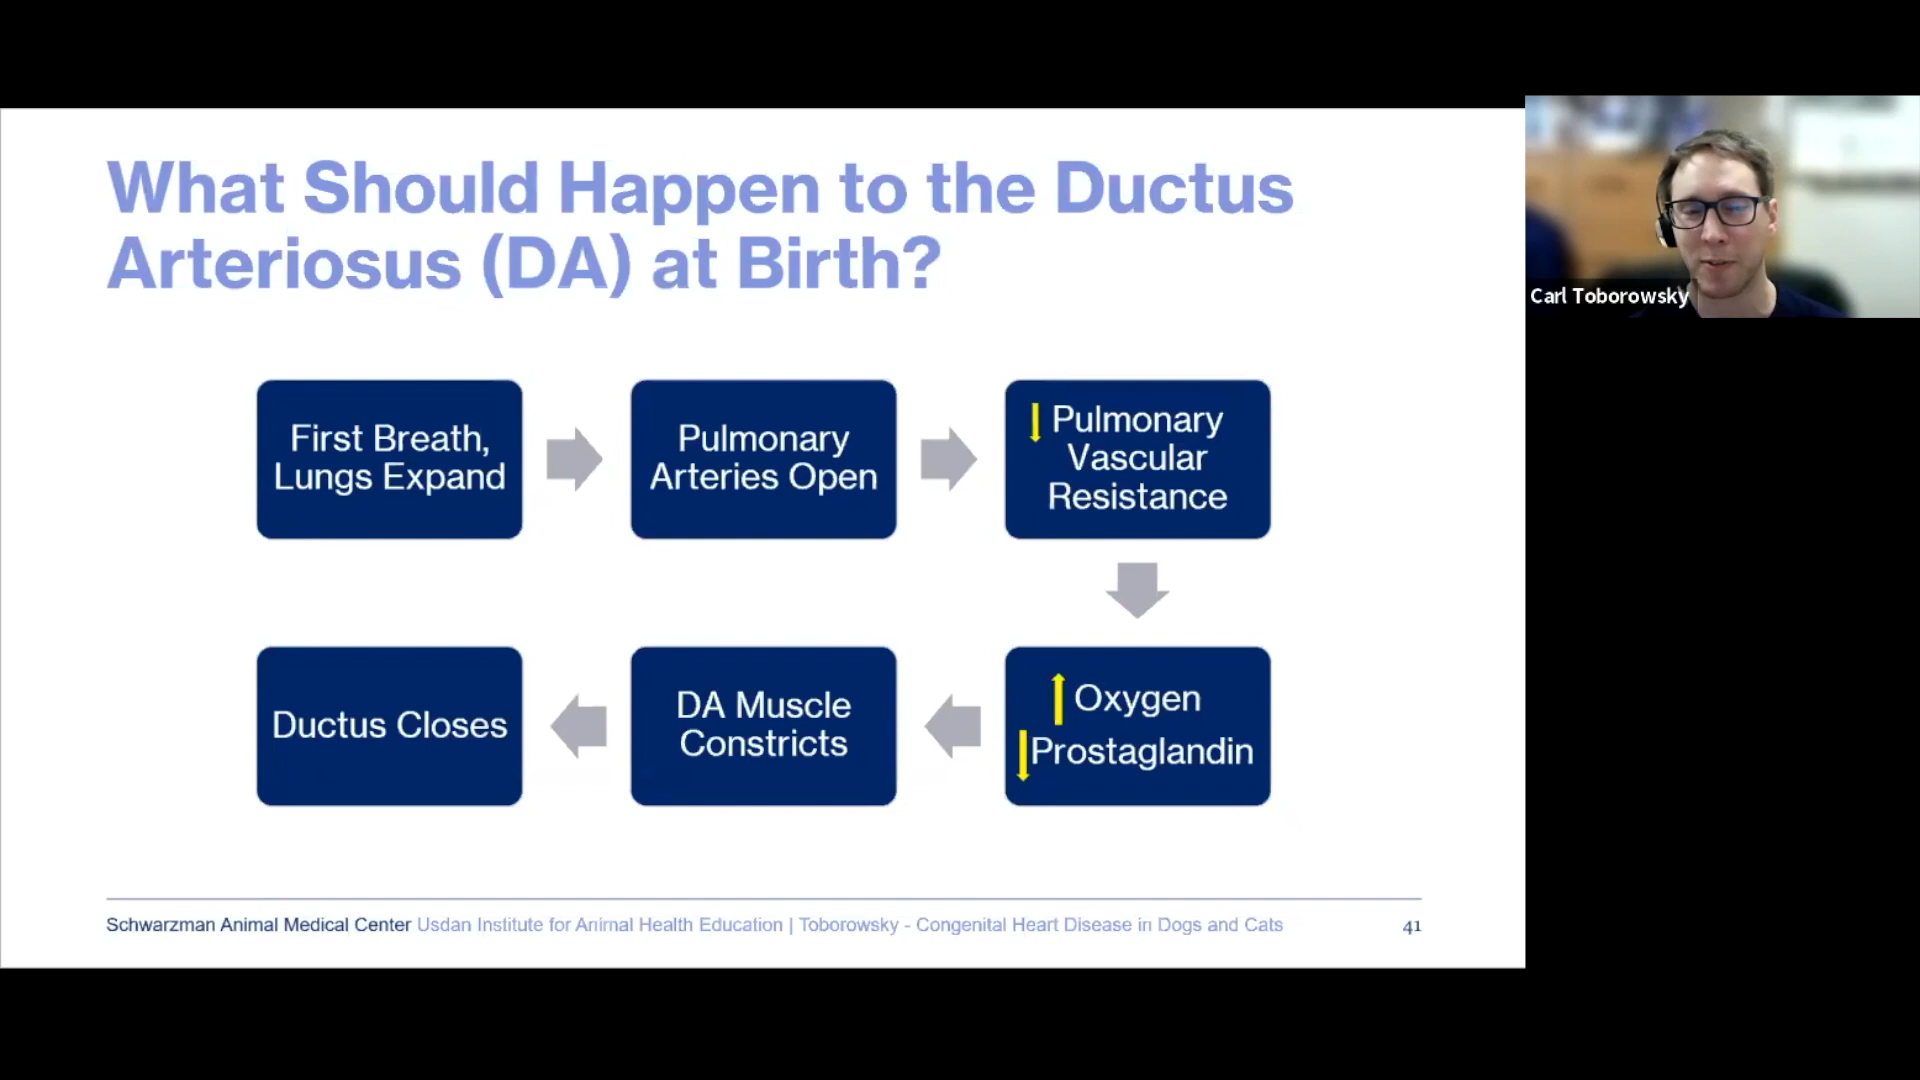 What Should Happen to the Ductus
Arteriosus (DA) at Birth?
Carl Toborowsky
First Breath,
Lungs Expand
Pulmonary
Arteries Open
Pulmonary
Vascular
Resistance
Oxygen
Prostaglandin
DA Muscle
Constricts
Ductus Closes
Schwarzman Animal Medical Center Usdan Institute for Animal Health Education | Toborowsky - Congenital Heart Disease in Dogs and Cats 41